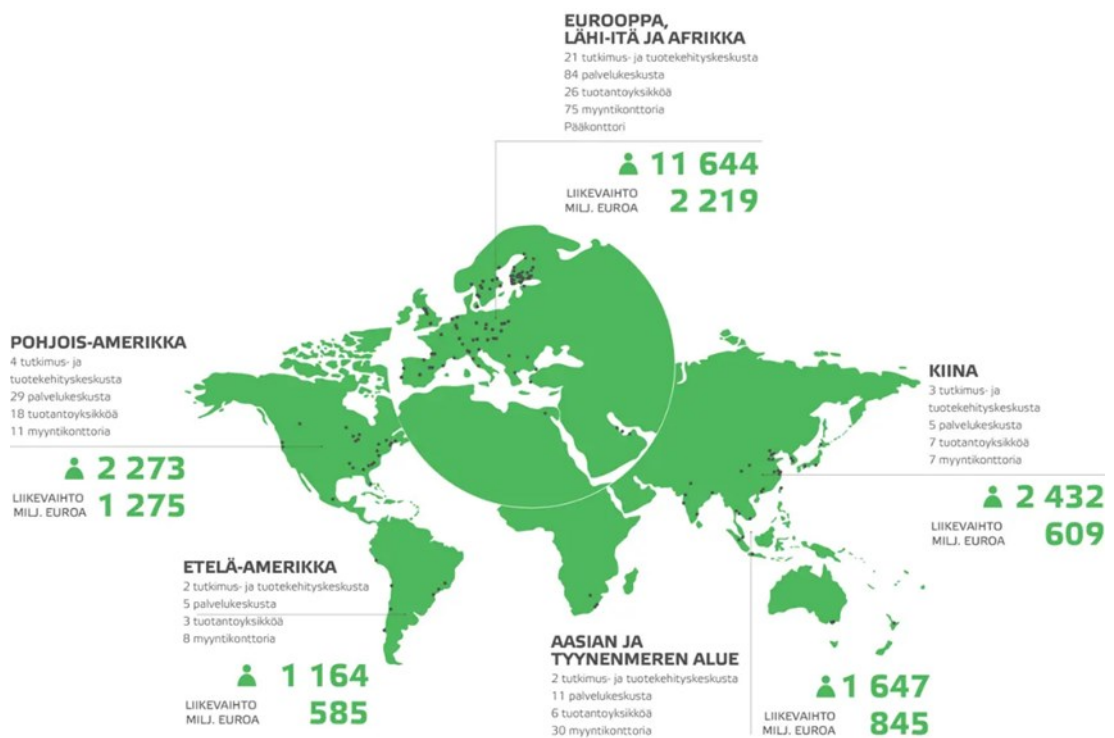 EUROOPPA,
LÄHI-ITÄ JA AFRIKKA
21 tutkimus- ja tuotekehityskeskusta
84 palvelukeskusta
26 tuotantoyksikköä
75 myyntikonttoria
Pääkonttori
11 644
LIIKEVAIHTO
MILJ. EUROA
2 219
POHJOIS-AMERIKKA
4 tutkimus- ja
tuotekehityskeskusta
29 palvelukeskusta
18 tuotantoyksikköä
11 myyntikonttoria
2 273
LIIKEVAIHTO
MILJ. EUROA
1 275
KIINA
3 tutkimus- ja
tuotekehityskeskusta
5 palvelukeskusta
7 tuotantoyksikköä
7 myyntikonttoria
2 432
LIIKEVAIHTO
MILJ. EUROA
609
ETELÄ-AMERIKKA
2 tutkimus- ja tuotekehityskeskusta
5 palvelukeskusta
3 tuotantoyksikköä
8 myyntikonttoria
1 164
LIIKEVAIHTO
MILJ. EUROA
585
AASIAN JA
TYYNENMEREN ALUE
2 tutkimus- ja tuotekehityskeskusta
11 palvelukeskusta
6 tuotantoyksikköä
30 myyntikonttoria
1 647
LIIKEVAIHTO
MILJ. EUROA
845